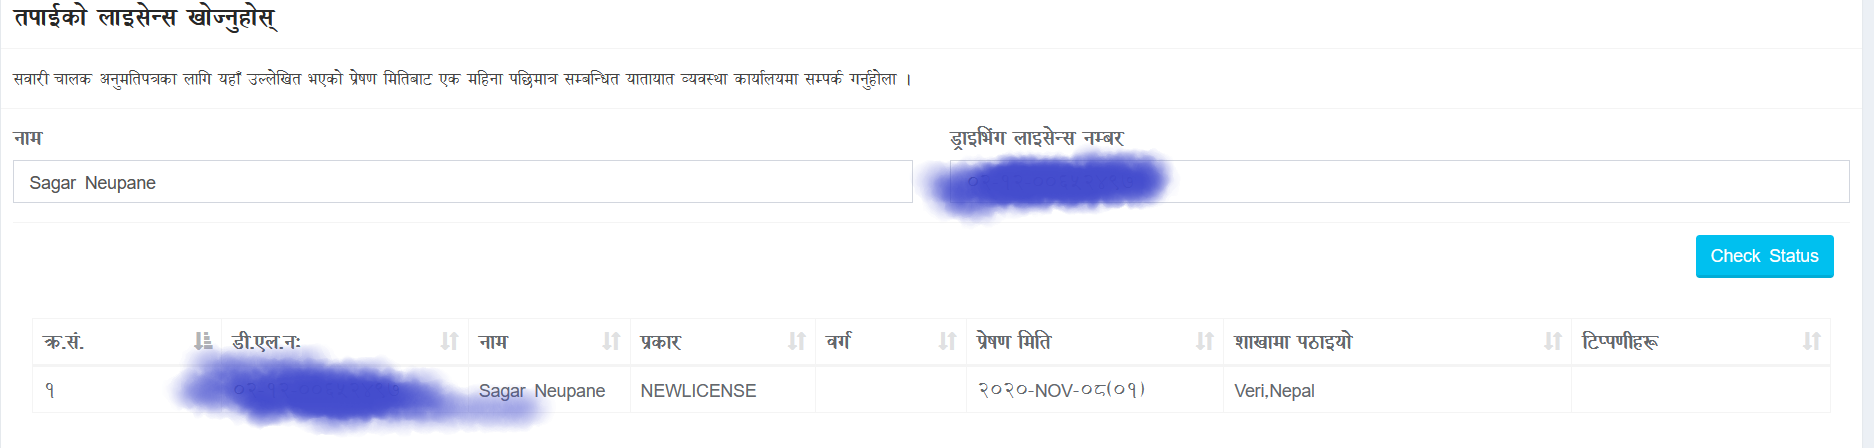 तपाईको लाइसेन्स खोज्नुहोस्
सवारी चालक अनुमतिपत्रका लागि यहाँ उल्लेखित भएको प्रेषण मितिबाट एक महिना पछिमात्र सम्बन्धित यातायात व्यवस्था कार्यालयमा सम्पर्क गर्नुहोला ।
नाम ड्राइभिंग लाइसेन्स नम्बर
Sagar Neupane
Check Status
क्र.सं. डी.एल.नः नाम प्रकार वर्ग प्रेषण मिति शाखामा पठाइयो टिप्पणीहरू
१ Sagar Neupane NEWLICENSE २०२०-NOV-०८(०१) Veri,Nepal